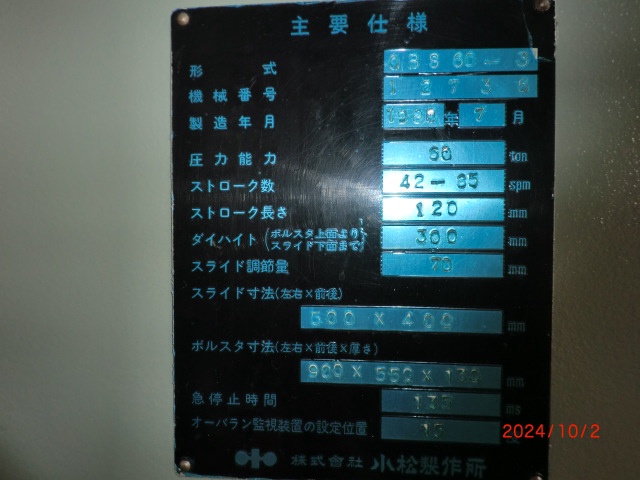 主要仕様
形式 OBS 60-3
機械番号 12736
製造年月 年 7月
圧力能力 60 ton
ストローク数 42-85 spm
ストローク長さ 120 mm
ダイハイト(ボルスタ上面より スライド下面まで) 300 mm
スライド調節量 70 mm
スライド寸法(左右×前後)
500 × 400 mm
ボルスタ寸法(左右×前後×厚さ)
900 × 550 × mm
急停止時間 ms
オーバラン監視装置の設定位置 15
株式會社 小松製作所
2024/10/2